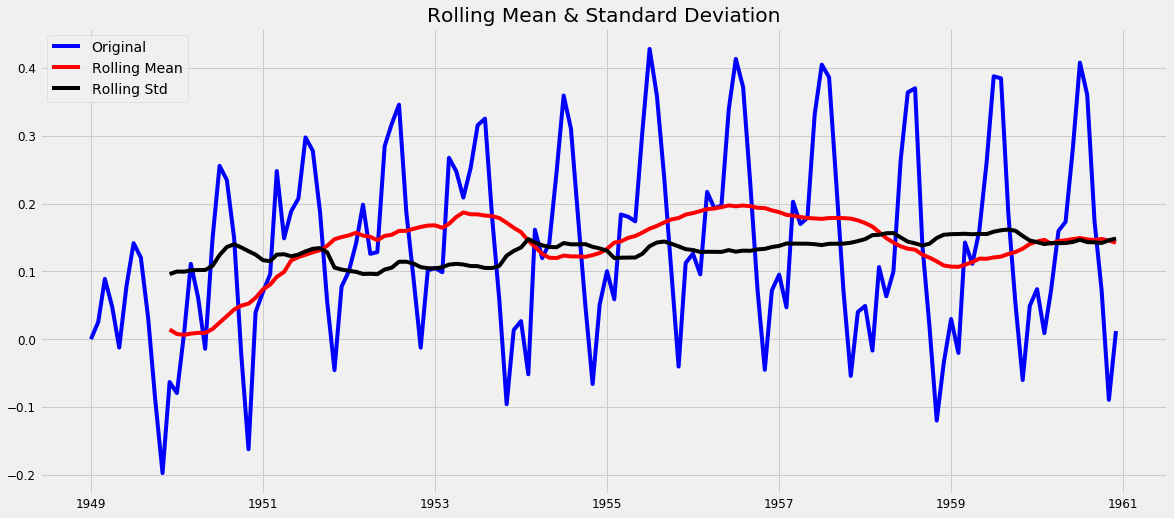 Rolling Mean & Standard Deviation
Original
Rolling Mean
Rolling Std
0.4
0.3
0.2
0.1
0.0
−0.1
−0.2
1949 1951 1953 1955 1957 1959 1961